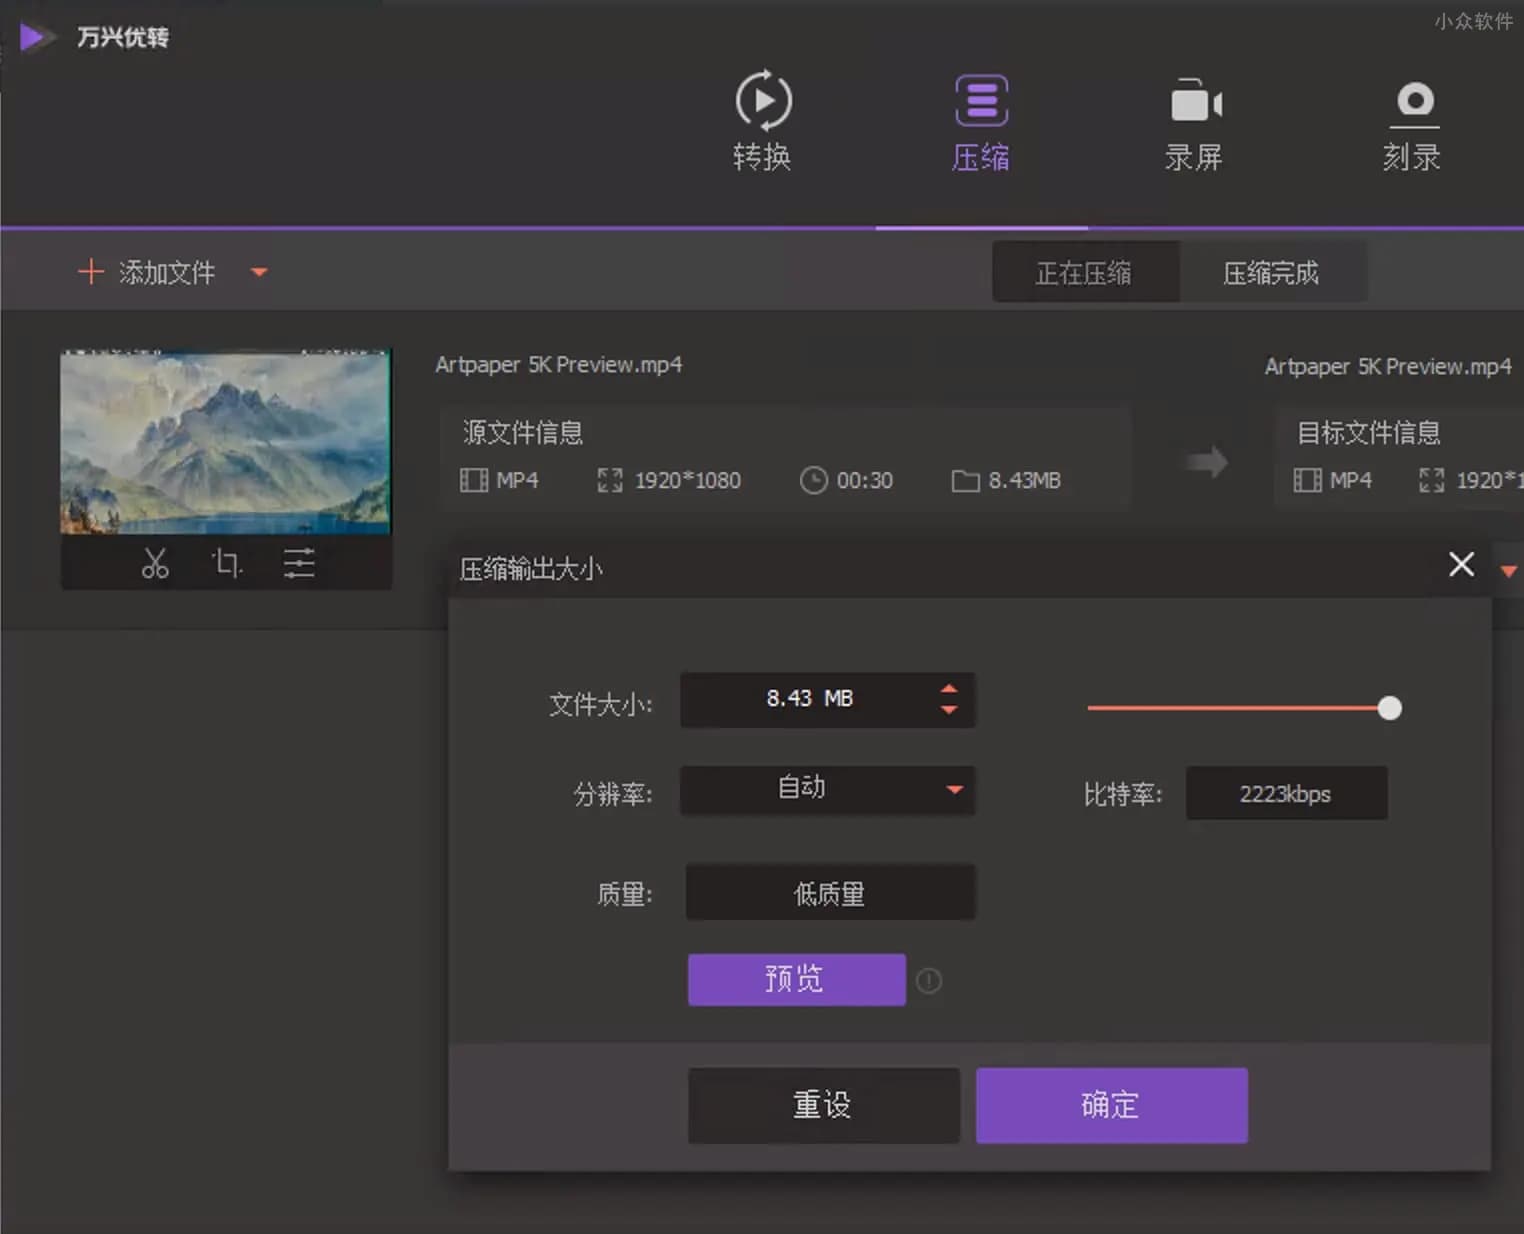 小众软件
万兴优转
转换
压缩
录屏
刻录
添加文件
正在压缩
压缩完成
Artpaper 5K Preview.mp4
源文件信息
MP4
1920*1080
00:30
8.43MB
Artpaper 5K Preview.mp4
目标文件信息
MP4
1920*1
压缩输出大小
文件大小:
8.43 MB
分辨率:
自动
比特率:
2223kbps
质量:
低质量
预览
重设
确定